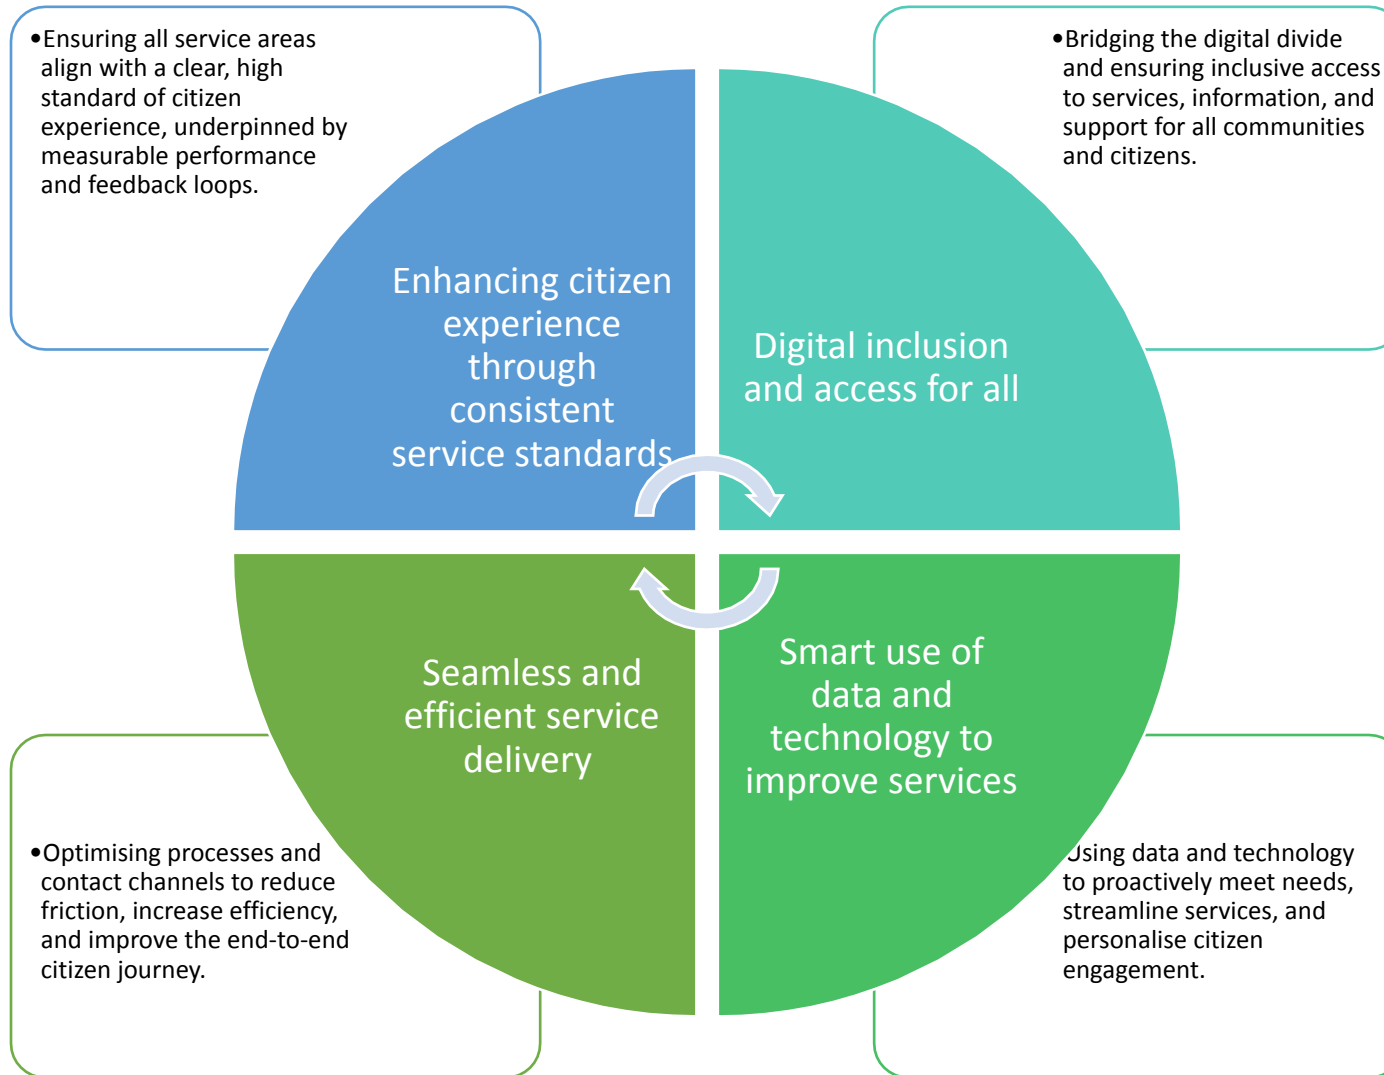 •Ensuring all service areas
align with a clear, high
standard of citizen
experience, underpinned by
measurable performance
and feedback loops.
•Bridging the digital divide
and ensuring inclusive access
to services, information, and
support for all communities
and citizens.
Enhancing citizen
experience
through
consistent
service standards
Digital inclusion
and access for all
Seamless and
efficient service
delivery
Smart use of
data and
technology to
improve services
•Optimising processes and
contact channels to reduce
friction, increase efficiency,
and improve the end-to-end
citizen journey.
Using data and technology
to proactively meet needs,
streamline services, and
personalise citizen
engagement.